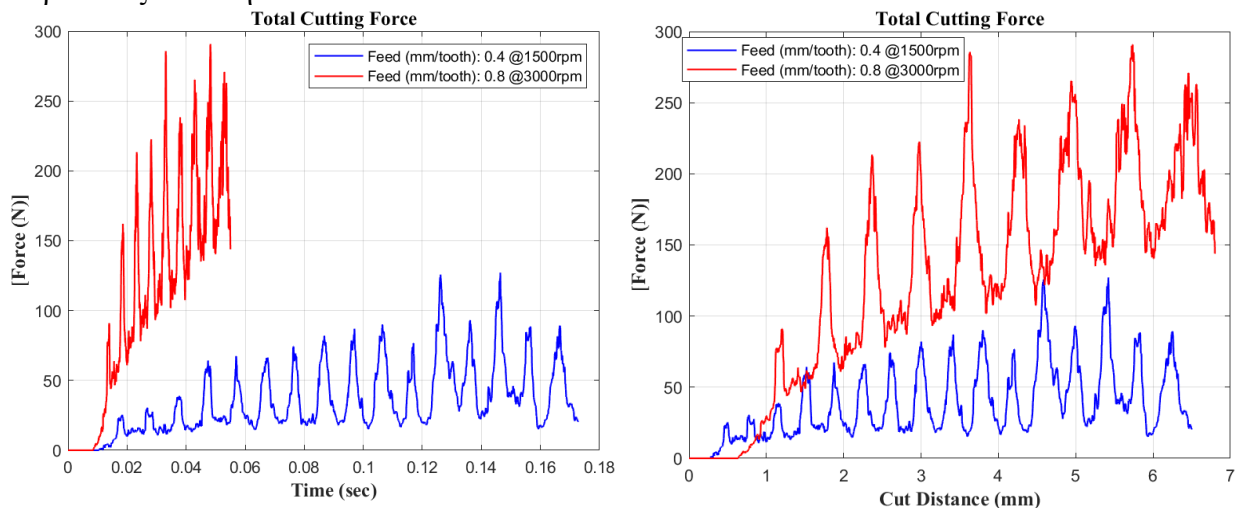 Total Cutting Force
300
250
200
150
100
50
0
[Force (N)]
Feed (mm/tooth): 0.4 @1500rpm
Feed (mm/tooth): 0.8 @3000rpm
0 0.02 0.04 0.06 0.08 0.1 0.12 0.14 0.16 0.18
Time (sec)
Total Cutting Force
300
250
200
150
100
50
0
[Force (N)]
Feed (mm/tooth): 0.4 @1500rpm
Feed (mm/tooth): 0.8 @3000rpm
0 1 2 3 4 5 6 7
Cut Distance (mm)